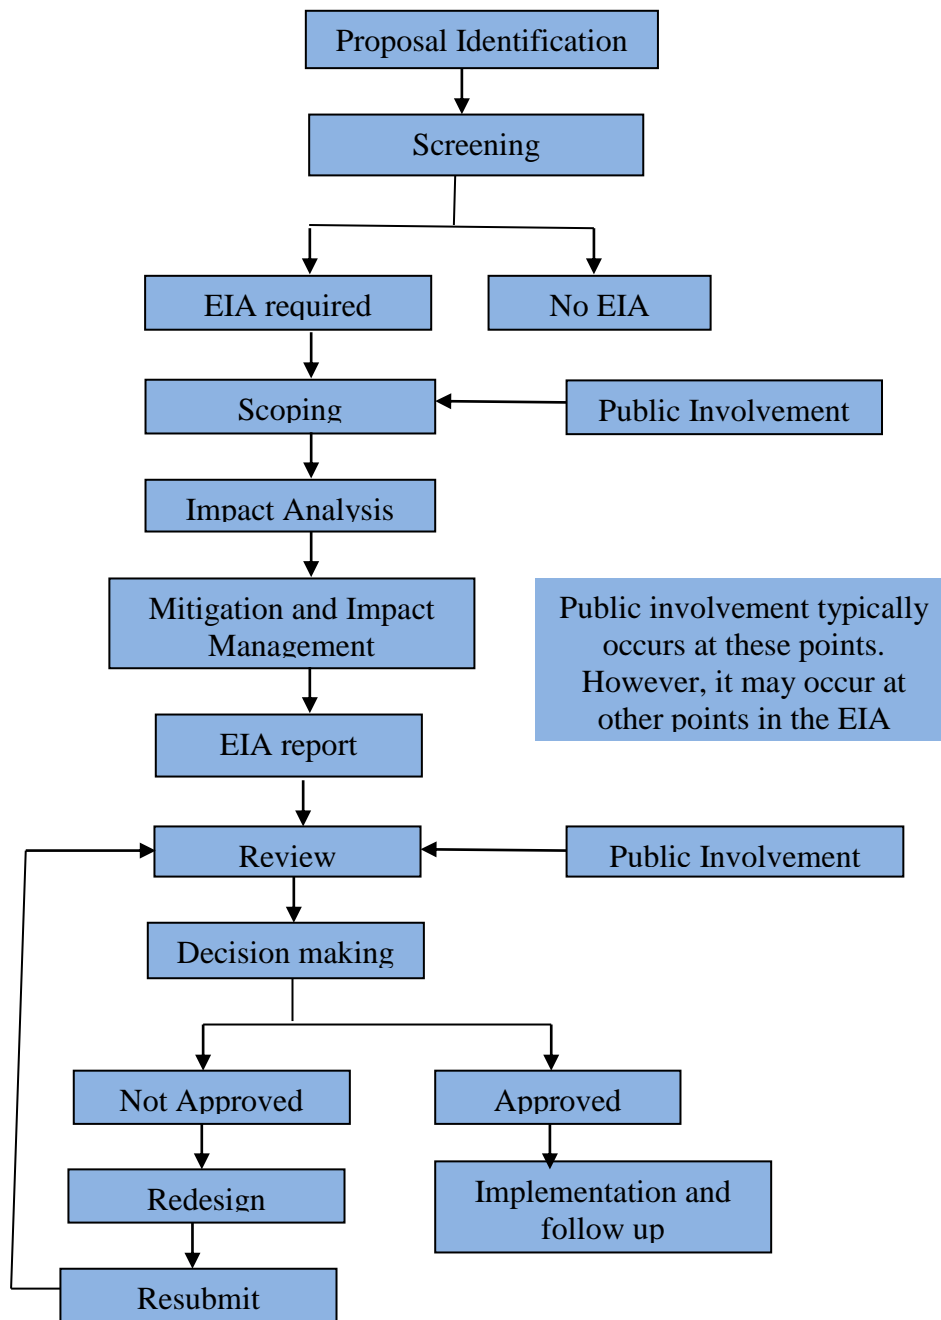 Proposal Identification
Screening
EIA required
No EIA
Scoping
Public Involvement
Impact Analysis
Mitigation and Impact
Management
Public involvement typically
occurs at these points.
However, it may occur at
other points in the EIA
EIA report
Review
Public Involvement
Decision making
Not Approved
Approved
Redesign
Implementation and
follow up
Resubmit